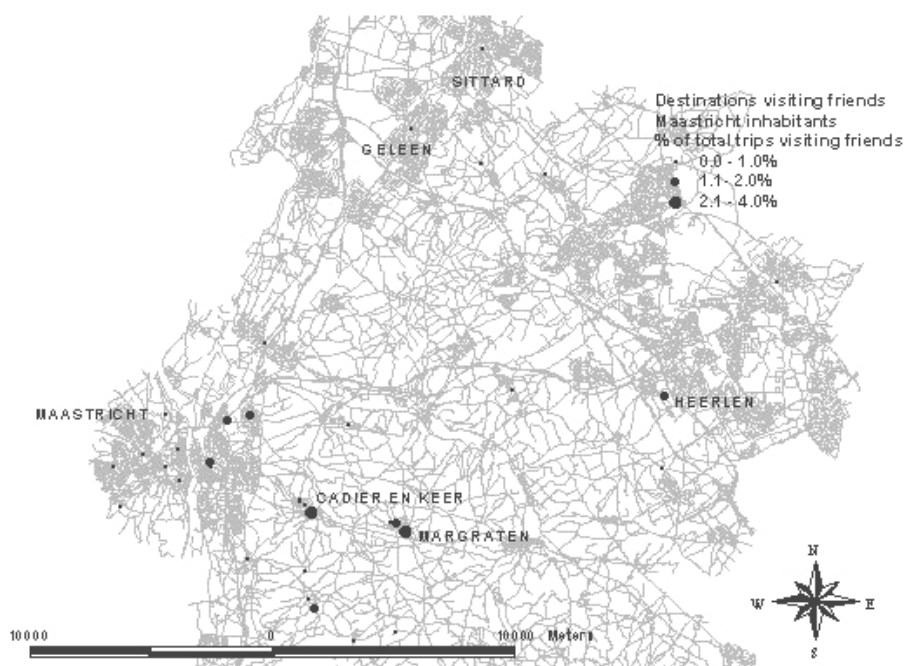 SITTARD
Destinations visiting friends
Maastricht inhabitants
% of total trips visiting friends
0.0 - 1.0%
1.1 - 2.0%
2.1 - 4.0%
GELEEN
MAASTRICHT
HEERLEN
CADIER EN KEER
MARGRATEN
N
W E
S
10000 0 10000 Meters